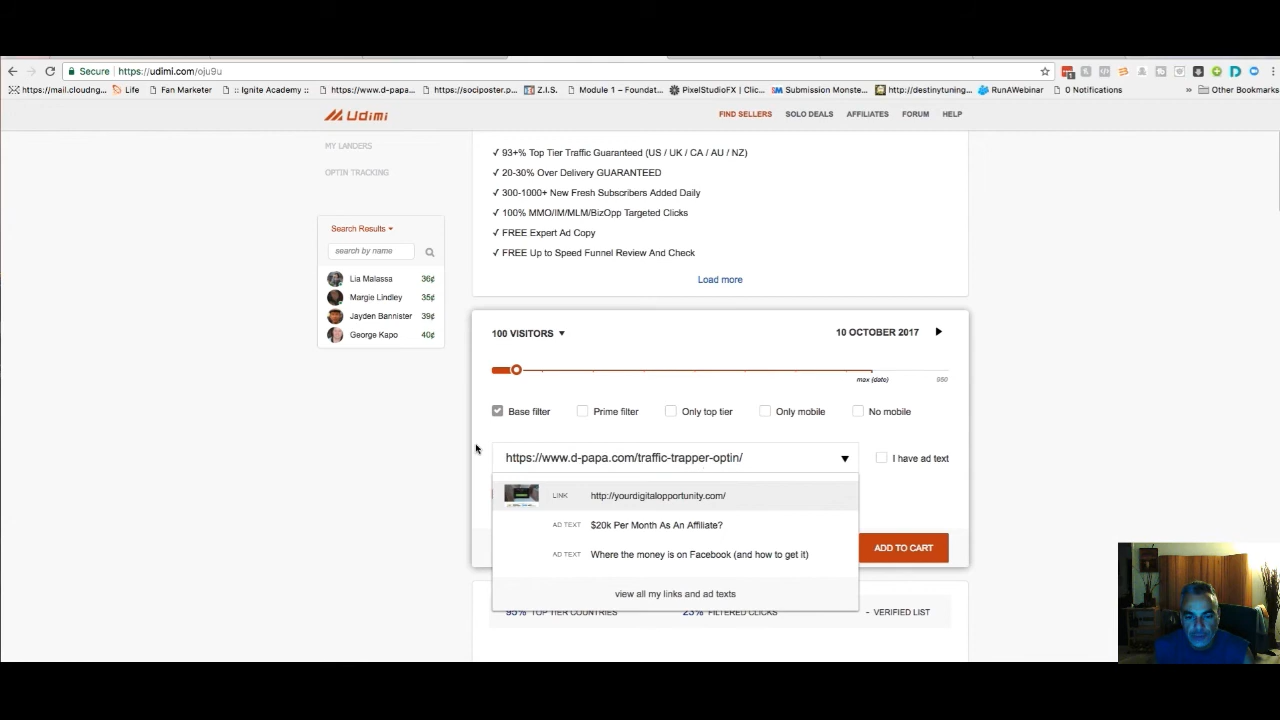 Secure | https://udimi.com/oju9u
https://mail.cloudng... Life Fan Marketer :: Ignite Academy :: https://www.d-papa... https://sociposter.p... Z.I.S. Module 1 – Foundat... PixelStudioFX | Clic... Submission Monste... http://destinytuning... RunAWebinar 0 Notifications » Other Bookmarks
Udimi FIND SELLERS SOLO DEALS AFFILIATES FORUM HELP
MY LANDERS
OPTIN TRACKING
Search Results
search by name
Lia Malassa 36¢
Margie Lindley 35¢
Jayden Bannister 39¢
George Kapo 40¢
√ 93+% Top Tier Traffic Guaranteed (US / UK / CA / AU / NZ)
√ 20-30% Over Delivery GUARANTEED
√ 300-1000+ New Fresh Subscribers Added Daily
√ 100% MMO/IM/MLM/BizOpp Targeted Clicks
√ FREE Expert Ad Copy
√ FREE Up to Speed Funnel Review And Check
Load more
100 VISITORS 10 OCTOBER 2017
max (date)
Base filter Prime filter Only top tier Only mobile No mobile
https://www.d-papa.com/traffic-trapper-optin/ I have ad text
LINK http://yourdigitalopportunity.com/
AD TEXT $20k Per Month As An Affiliate?
AD TEXT Where the money is on Facebook (and how to get it)
view all my links and ad texts
ADD TO CART
95% TOP TIER COUNTRIES 23% FILTERED CLICKS - VERIFIED LIST